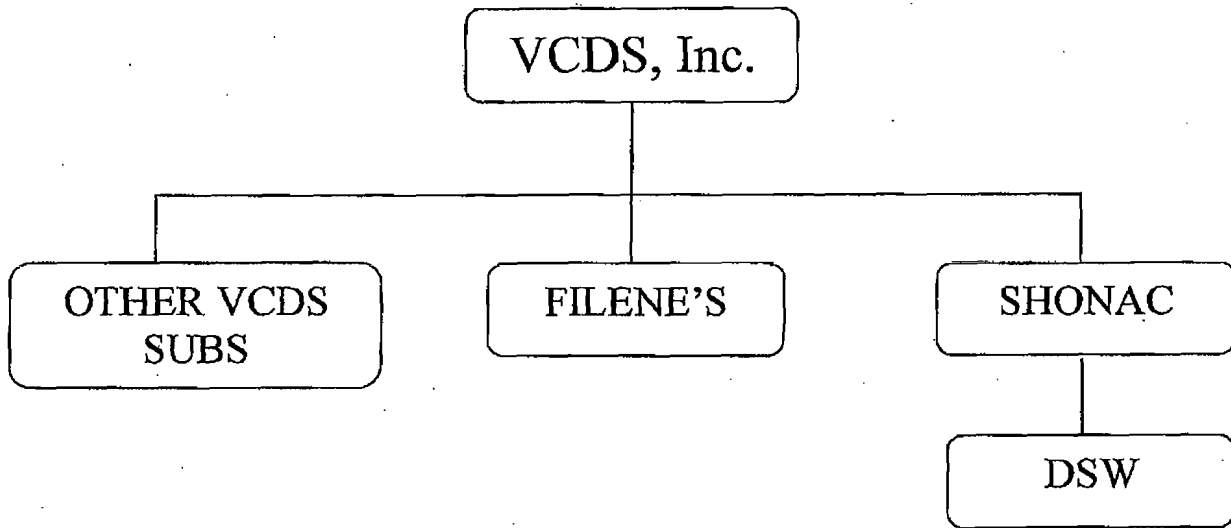 VCDS, Inc.
OTHER VCDS
SUBS
FILENE'S
SHONAC
DSW